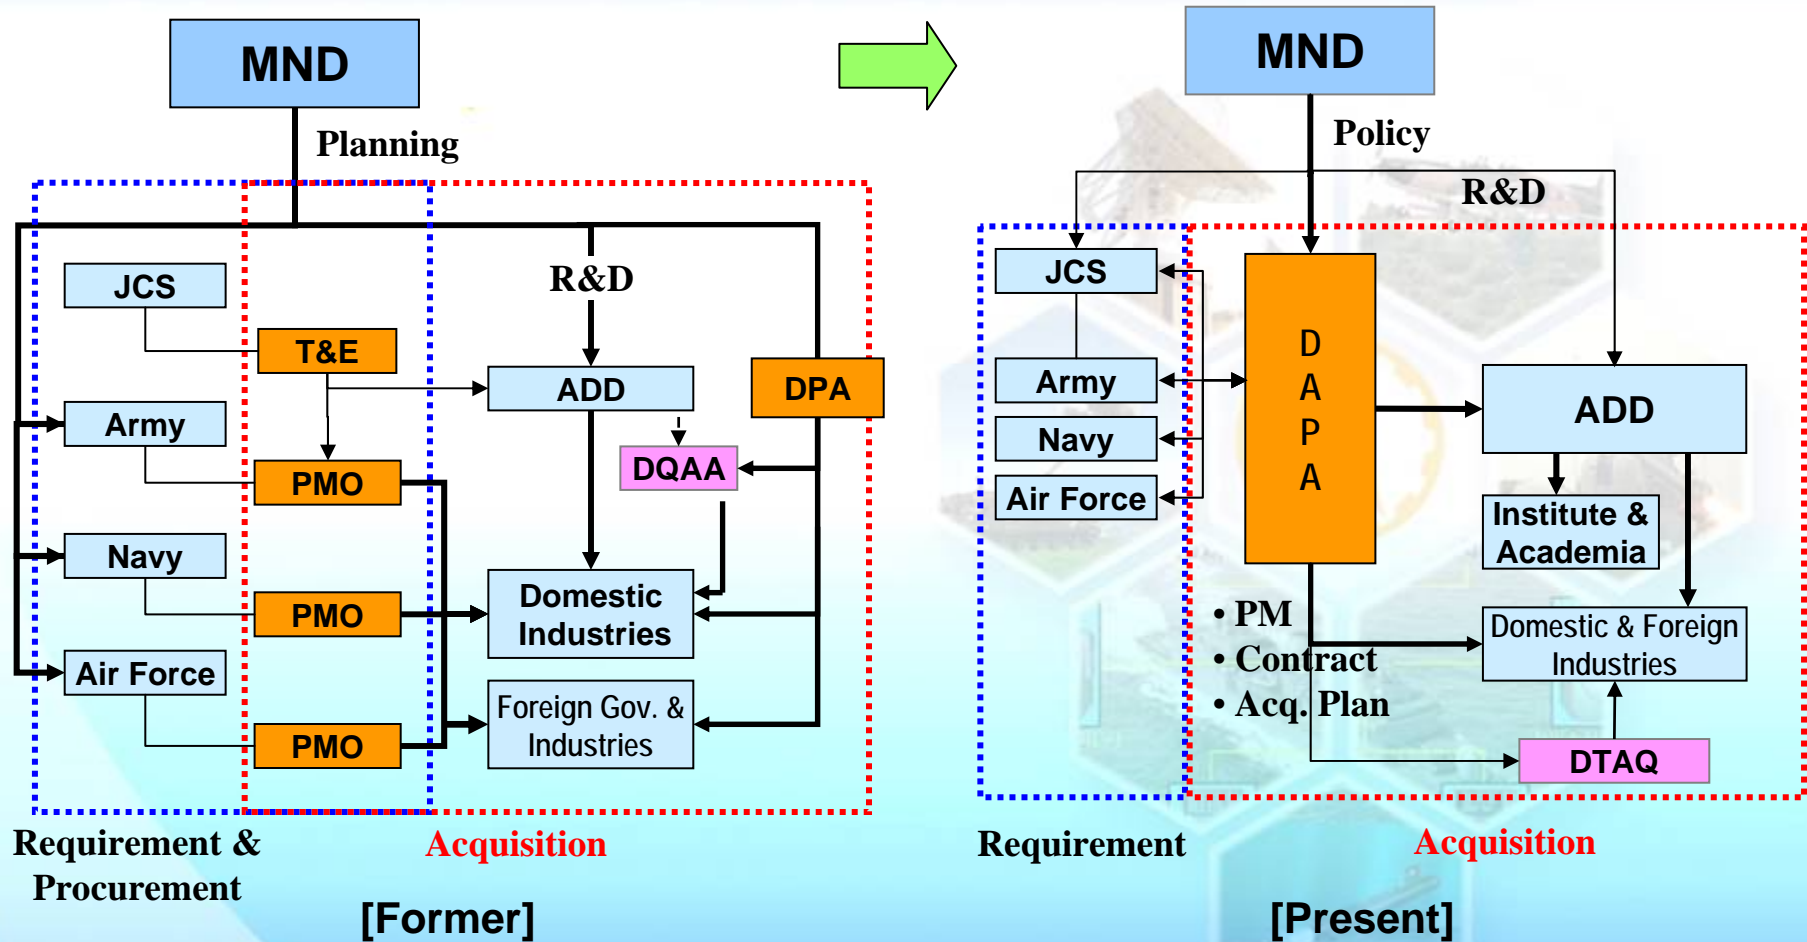 MND
Planning
R&D
JCS
T&E
ADD
DPA
Army
DQAA
PMO
Navy
Domestic
Industries
PMO
Air Force
Foreign Gov. &
Industries
PMO
Requirement &
Procurement
Acquisition
[Former]
MND
Policy
R&D
JCS
D
A
P
A
Army
ADD
Navy
Air Force
Institute &
Academia
• PM
• Contract
• Acq. Plan
Domestic & Foreign
Industries
DTAQ
Requirement
Acquisition
[Present]